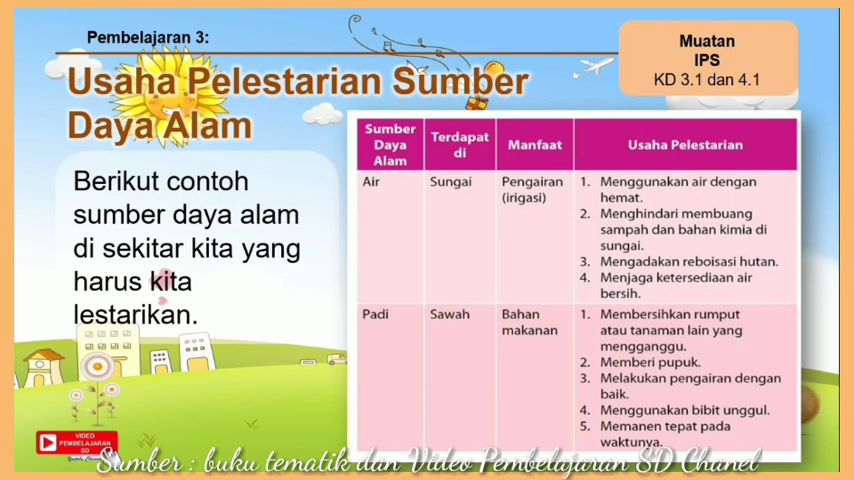 Pembelajaran 3:
Muatan
IPS
KD 3.1 dan 4.1
Usaha Pelestarian Sumber
Daya Alam
Berikut contoh
sumber daya alam
di sekitar kita yang
harus kita
lestarikan.
Sumber Daya Alam | Terdapat di | Manfaat | Usaha Pelestarian
Air | Sungai | Pengairan (irigasi)
1. Menggunakan air dengan
hemat.
2. Menghindari membuang
sampah dan bahan kimia di
sungai.
3. Mengadakan reboisasi hutan.
4. Menjaga ketersediaan air
bersih.
Padi | Sawah | Bahan makanan
1. Membersihkan rumput
atau tanaman lain yang
mengganggu.
2. Memberi pupuk.
3. Melakukan pengairan dengan
baik.
4. Menggunakan bibit unggul.
5. Memanen tepat pada
waktunya.
VIDEO
PEMBELAJARAN
SD
Sumber : buku tematik dan Video Pembelajaran SD Chanel